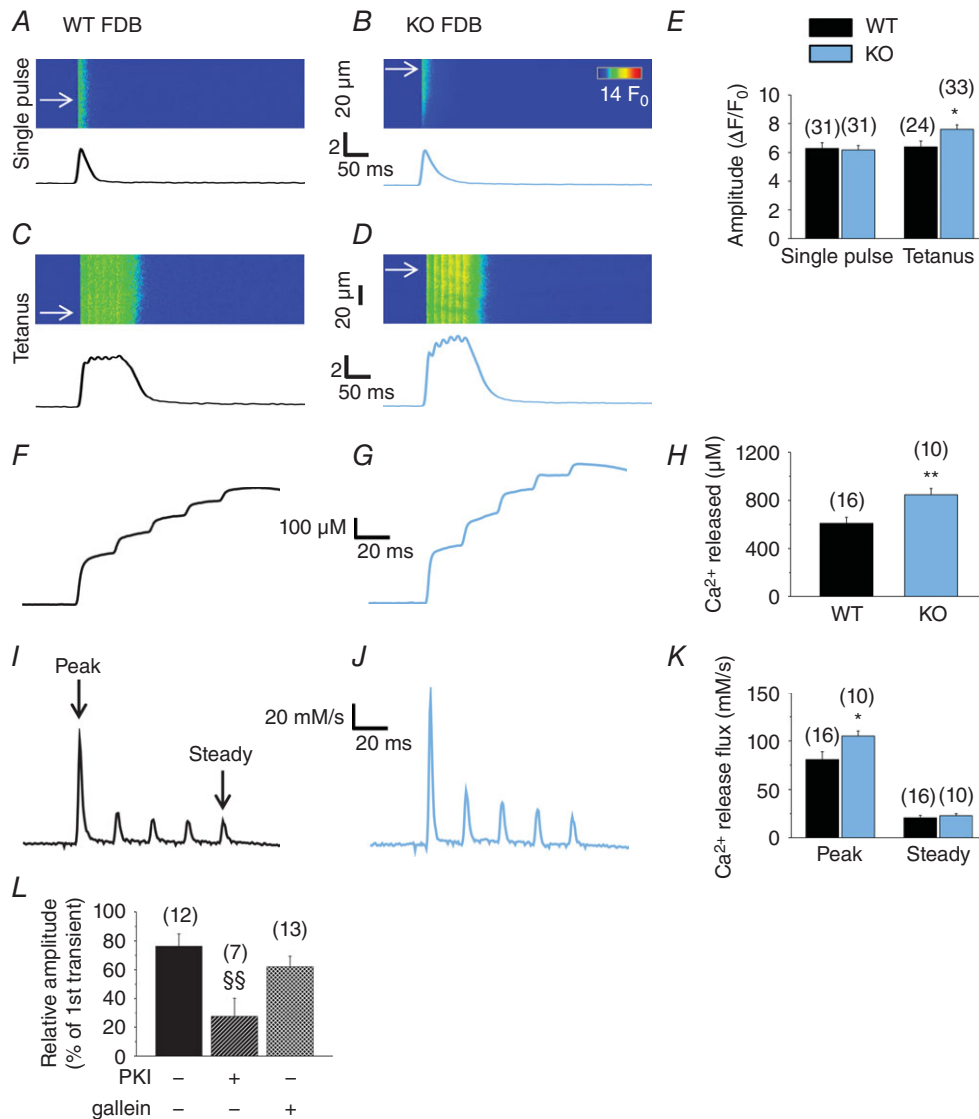 A WT FDB
B KO FDB
E
WT
KO
Single pulse
20 µm
14 F0
2
50 ms
Amplitude (ΔF/F0)
10
8
6
4
2
0
(31)
(31)
(24)
(33)
*
Single pulse
Tetanus
C
D
Tetanus
20 µm
2
50 ms
F
G
100 µM
20 ms
H
Ca2+ released (µM)
1200
800
400
0
(16)
(10)
**
WT
KO
I
Peak
Steady
J
20 mM/s
20 ms
K
Ca2+ release flux (mM/s)
150
100
50
0
(16)
(10)
*
(16)
(10)
Peak
Steady
L
Relative amplitude
(% of 1st transient)
100
80
60
40
20
0
(12)
(7)
§§
(13)
PKI – + –
gallein – – +